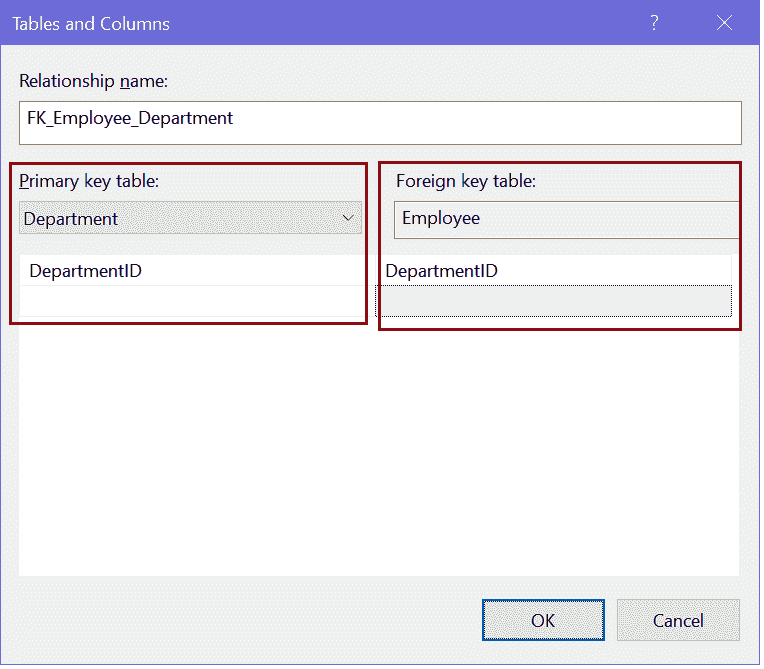 Tables and Columns ?
Relationship name:
FK_Employee_Department
Primary key table:
Foreign key table:
Department
Employee
DepartmentID
DepartmentID
OK
Cancel